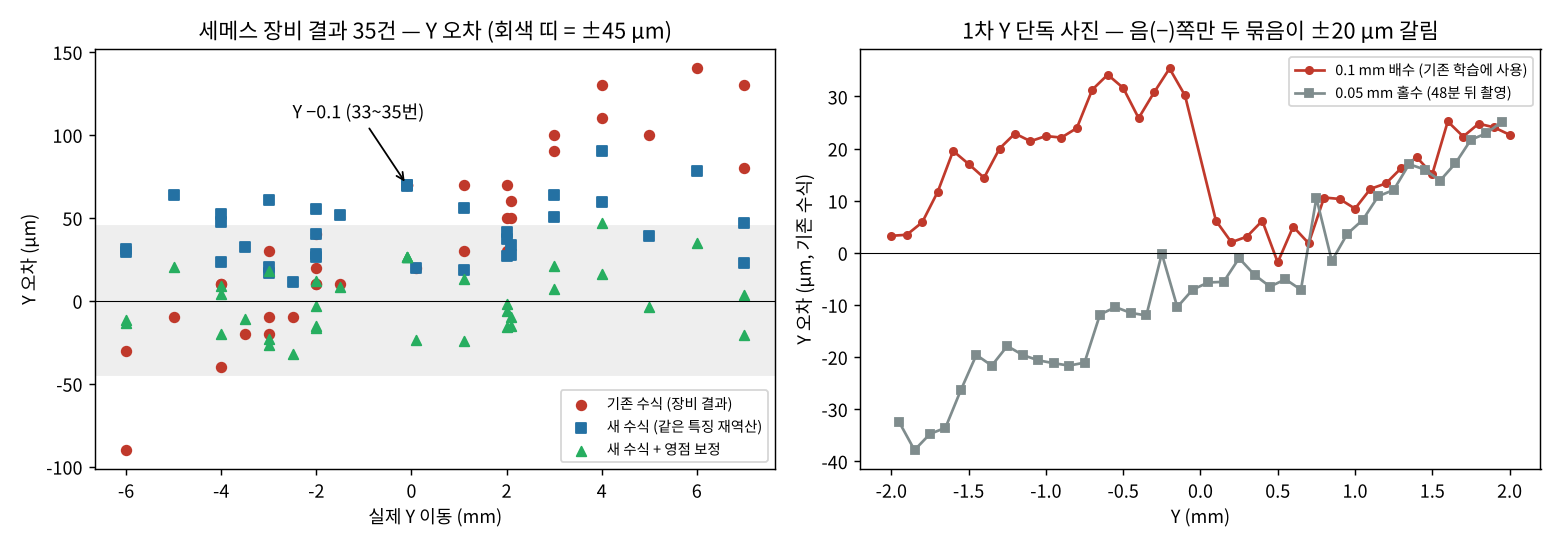 세메스 장비 결과 35건 — Y 오차 (회색 띠 = ±45 µm)
150
100
50
0
-50
-100
Y 오차 (µm)
Y −0.1 (33~35번)
기존 수식 (장비 결과)
새 수식 (같은 특징 재역산)
새 수식 + 영점 보정
-6
-4
-2
0
2
4
6
실제 Y 이동 (mm)
1차 Y 단독 사진 — 음(−)쪽만 두 묶음이 ±20 µm 갈림
30
20
10
0
-10
-20
-30
-40
Y 오차 (µm, 기존 수식)
0.1 mm 배수 (기존 학습에 사용)
0.05 mm 홀수 (48분 뒤 촬영)
-2.0
-1.5
-1.0
-0.5
0.0
0.5
1.0
1.5
2.0
Y (mm)